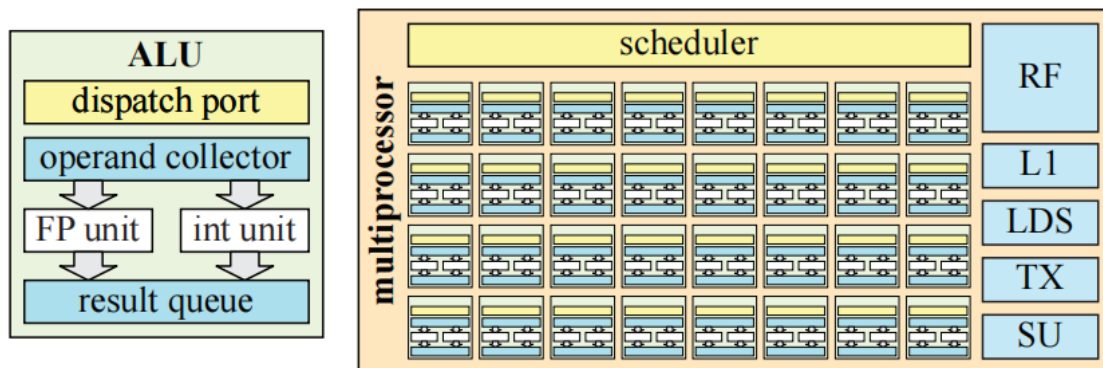 ALU
dispatch port
operand collector
FP unit
int unit
result queue
multiprocessor
scheduler
RF
L1
LDS
TX
SU